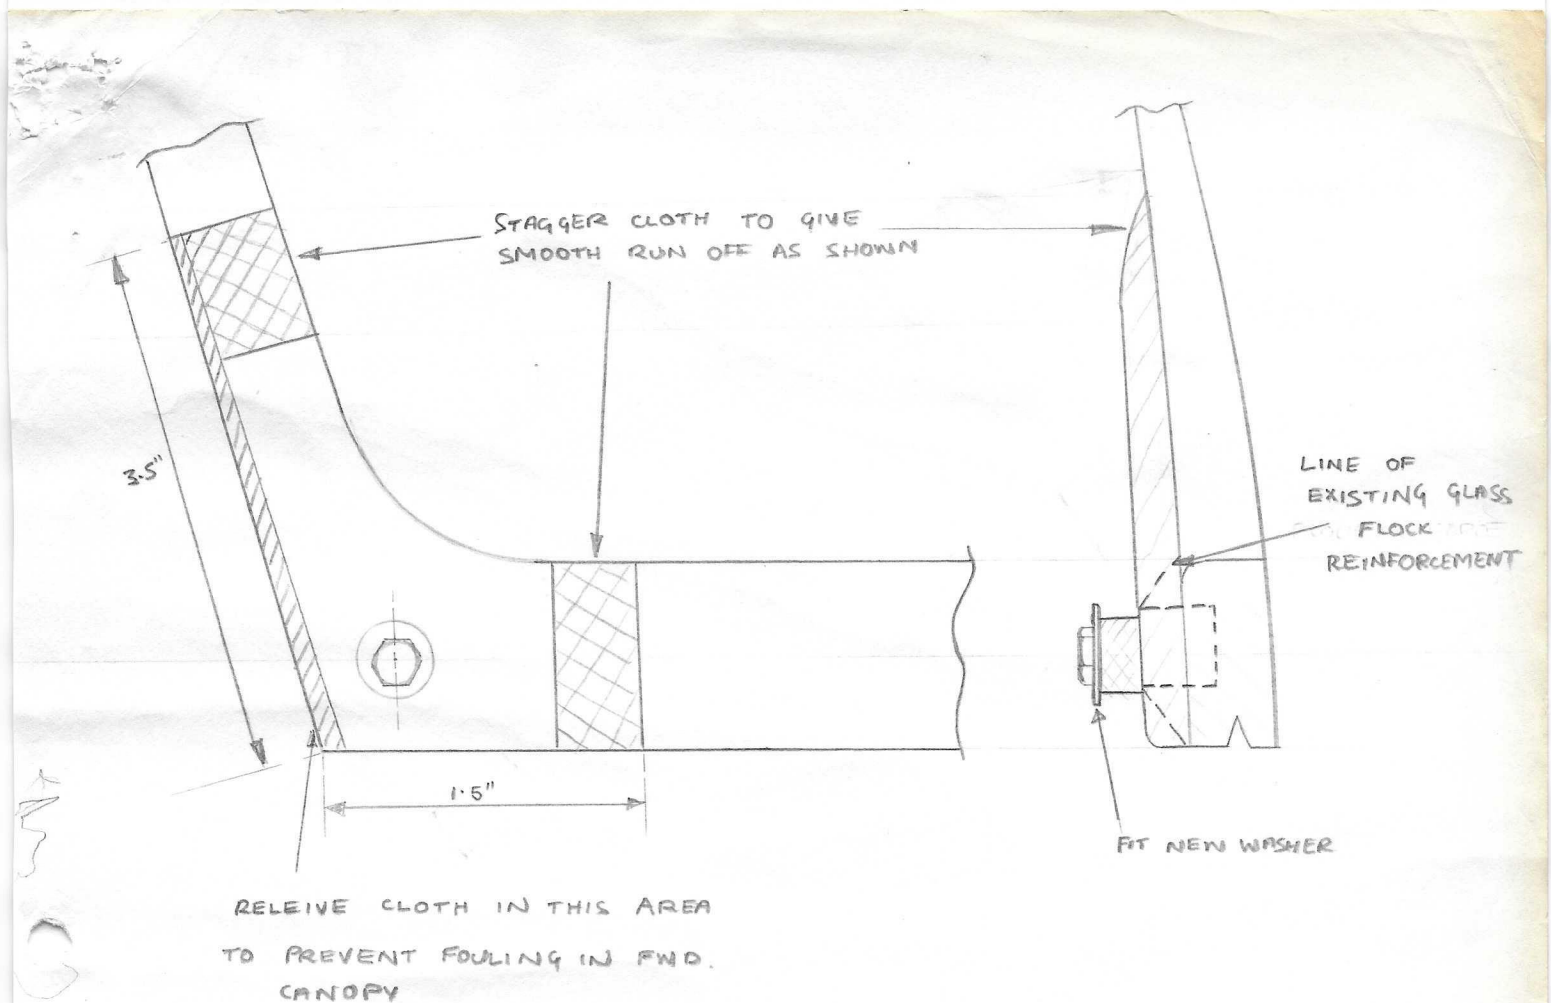 STAGGER CLOTH TO GIVE
SMOOTH RUN OFF AS SHOWN
3.5"
LINE OF
EXISTING GLASS
FLOCK
REINFORCEMENT
1.5"
FIT NEW WASHER
RELEIVE CLOTH IN THIS AREA
TO PREVENT FOULING IN FWD.
CANOPY